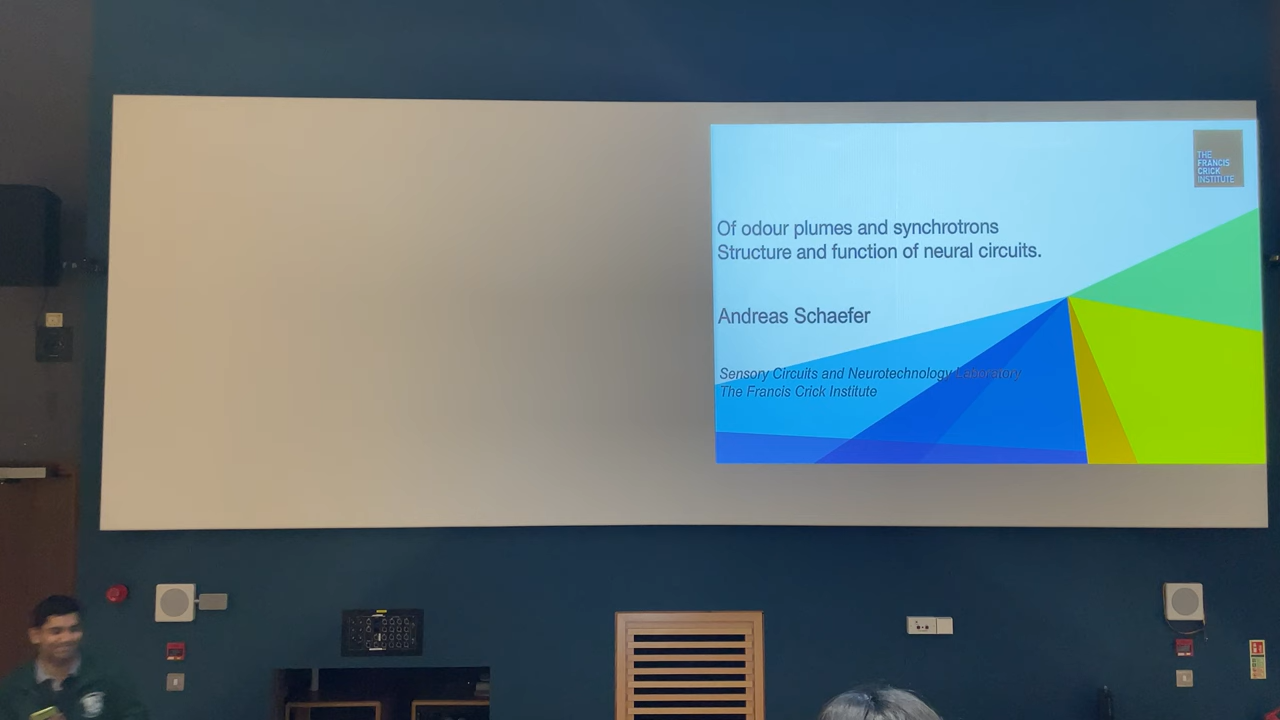 THE
FRANCIS
CRICK
INSTITUTE
Of odour plumes and synchrotrons
Structure and function of neural circuits.
Andreas Schaefer
Sensory Circuits and Neurotechnology Laboratory
The Francis Crick Institute